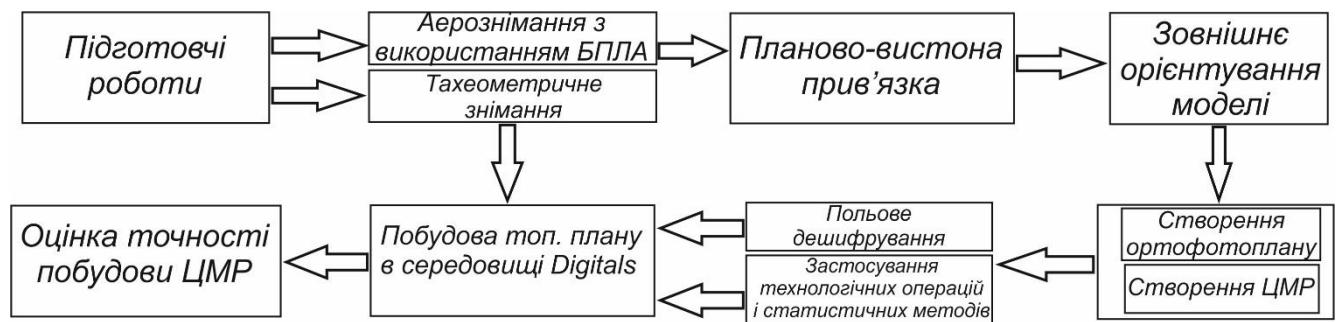 Підготовчі
роботи
Аерознімання з
використанням БПЛА
Тахеометричне
знімання
Планово-вистона
прив’язка
Зовнішнє
орієнтування
моделі
Оцінка точності
побудови ЦМР
Побудова топ. плану
в середовищі Digitals
Польове
дешифрування
Застосування
технологічних операцій
і статистичних методів
Створення
ортофотоплану
Створення ЦМР